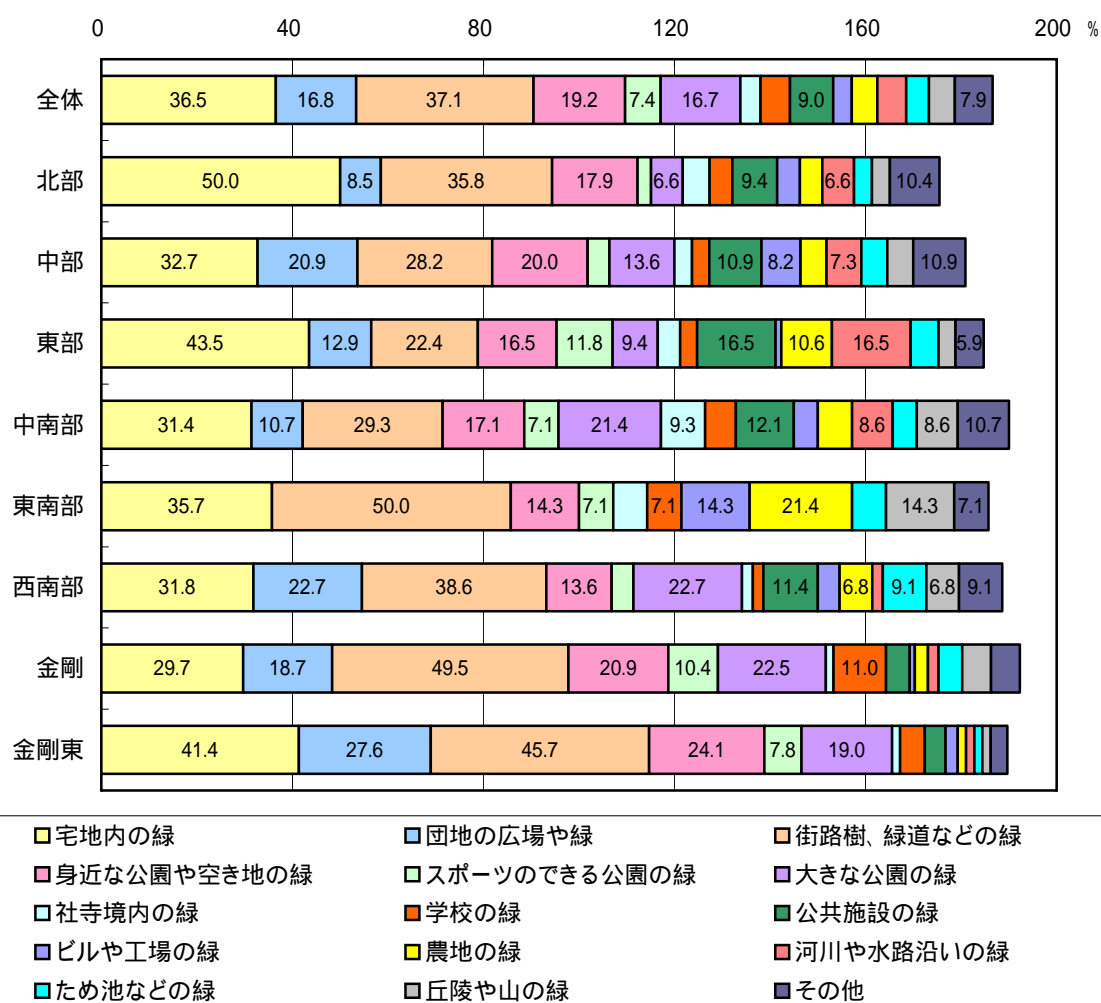 0 40 80 120 160 200 %
全体 36.5 16.8 37.1 19.2 7.4 16.7 9.0 7.9
北部 50.0 8.5 35.8 17.9 6.6 9.4 6.6 10.4
中部 32.7 20.9 28.2 20.0 13.6 10.9 8.2 7.3 10.9
東部 43.5 12.9 22.4 16.5 11.8 9.4 16.5 10.6 16.5 5.9
中南部 31.4 10.7 29.3 17.1 7.1 21.4 9.3 12.1 8.6 8.6 10.7
東南部 35.7 50.0 14.3 7.1 7.1 14.3 21.4 14.3 7.1
西南部 31.8 22.7 38.6 13.6 22.7 11.4 6.8 9.1 6.8 9.1
金剛 29.7 18.7 49.5 20.9 10.4 22.5 11.0
金剛東 41.4 27.6 45.7 24.1 7.8 19.0
宅地内の緑 団地の広場や緑 街路樹、緑道などの緑
身近な公園や空き地の緑 スポーツのできる公園の緑 大きな公園の緑
社寺境内の緑 学校の緑 公共施設の緑
ビルや工場の緑 農地の緑 河川や水路沿いの緑
ため池などの緑 丘陵や山の緑 その他